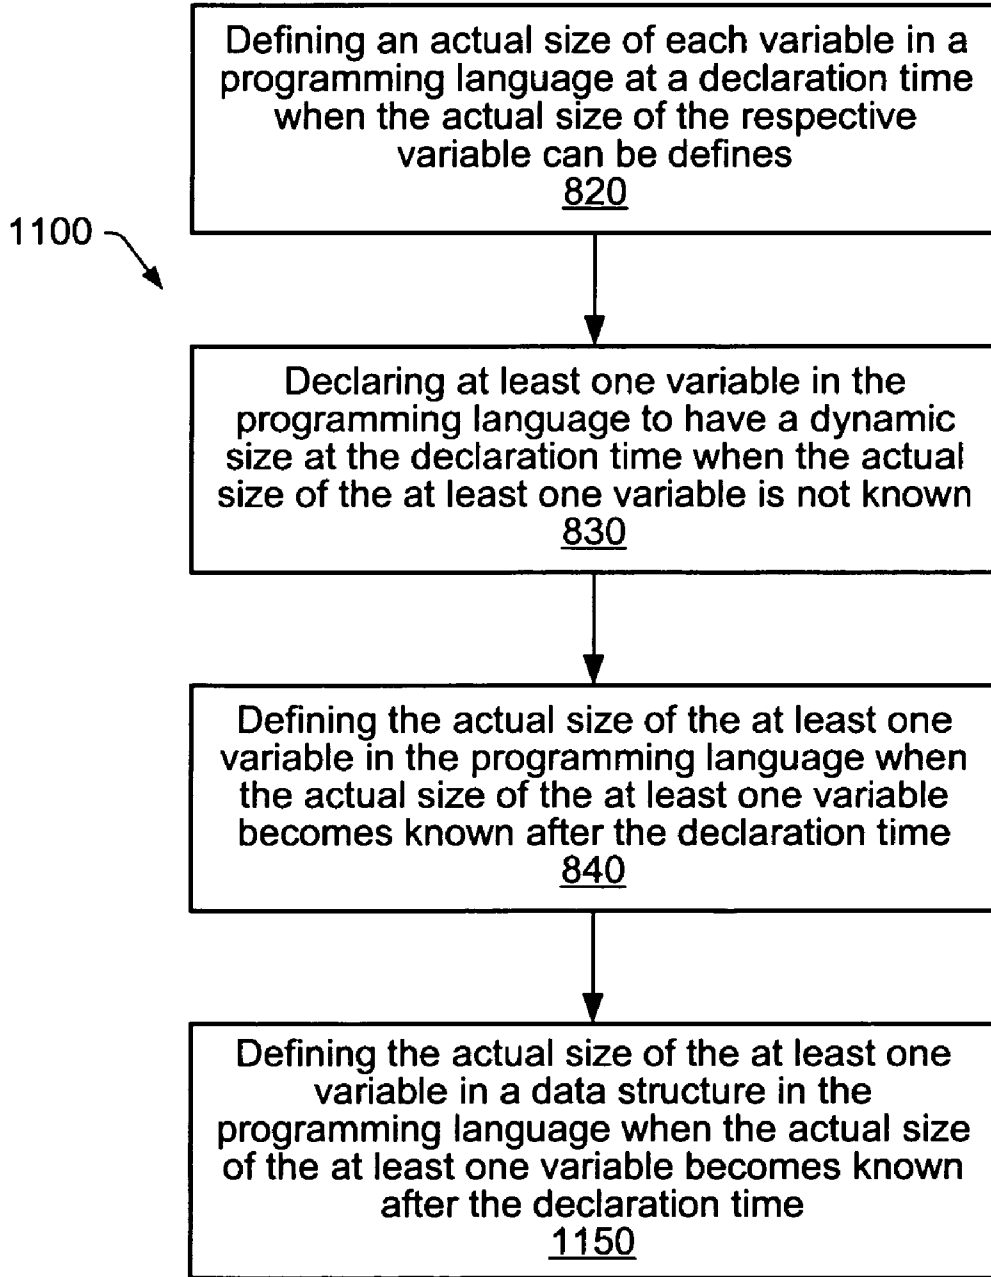 Defining an actual size of each variable in a
programming language at a declaration time
when the actual size of the respective
variable can be defines
820
1100
Declaring at least one variable in the
programming language to have a dynamic
size at the declaration time when the actual
size of the at least one variable is not known
830
Defining the actual size of the at least one
variable in the programming language when
the actual size of the at least one variable
becomes known after the declaration time
840
Defining the actual size of the at least one
variable in a data structure in the
programming language when the actual size
of the at least one variable becomes known
after the declaration time
1150